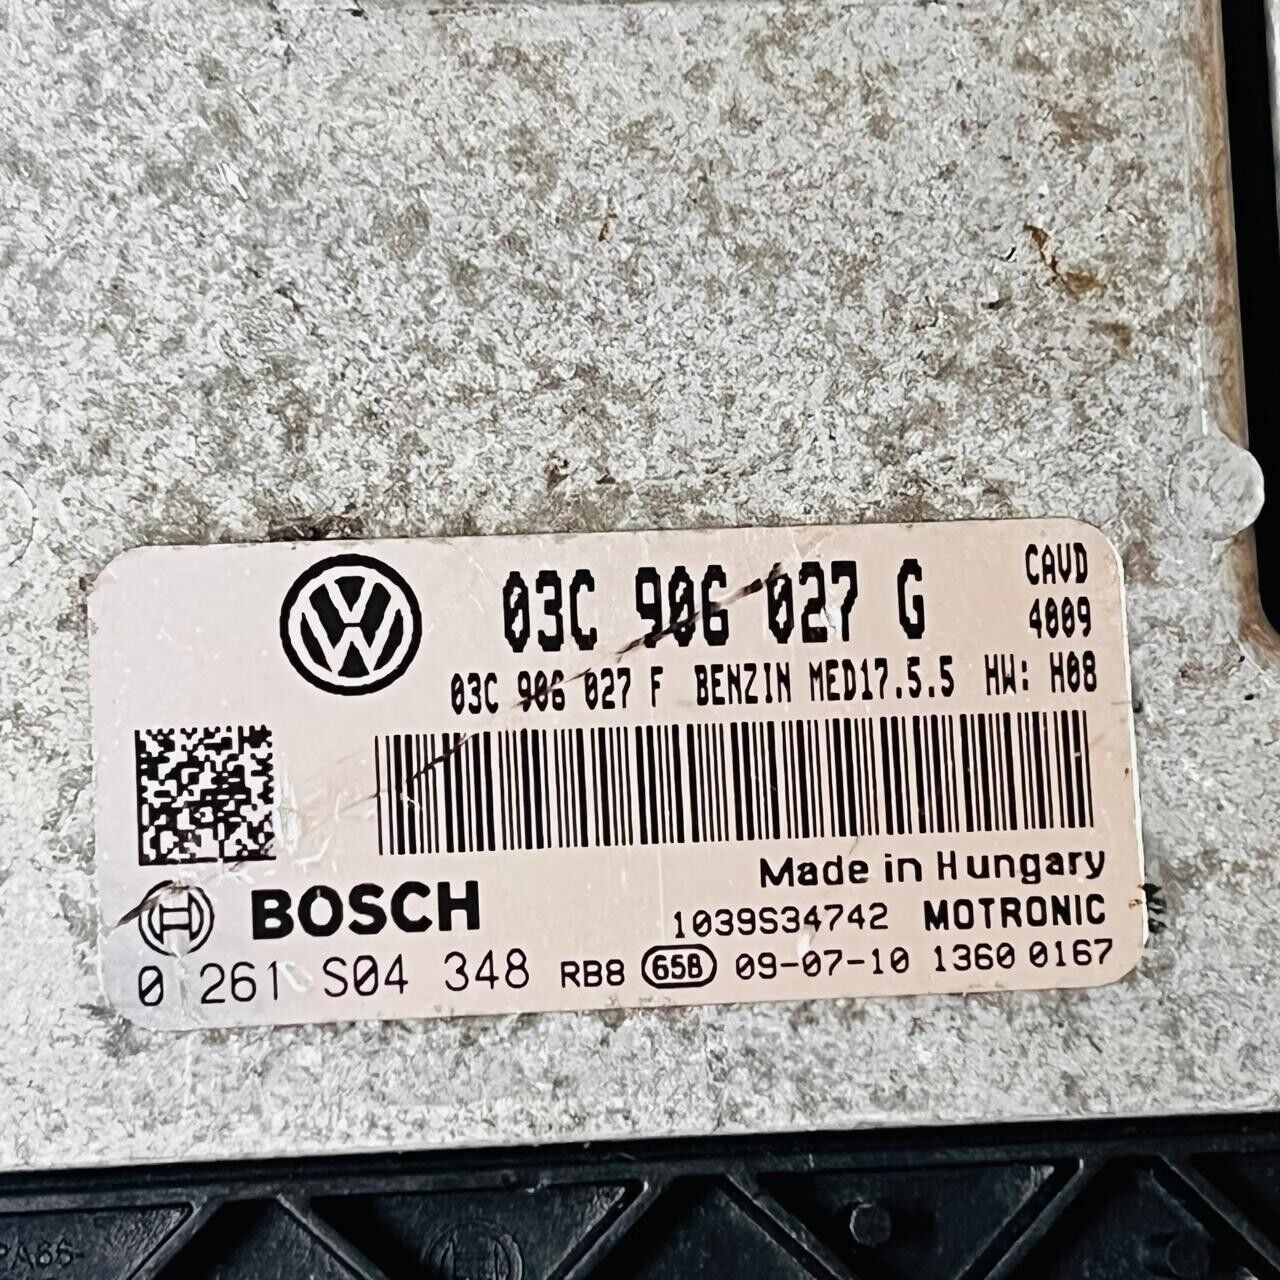 03C 906 027 G
CAVD
4009
03C 906 027 F BENZIN MED17.5.5 HW: H08
Made in Hungary
BOSCH
1039S34742 MOTRONIC
0 261 S04 348 RB8 65B 09-07-10 1360 0167